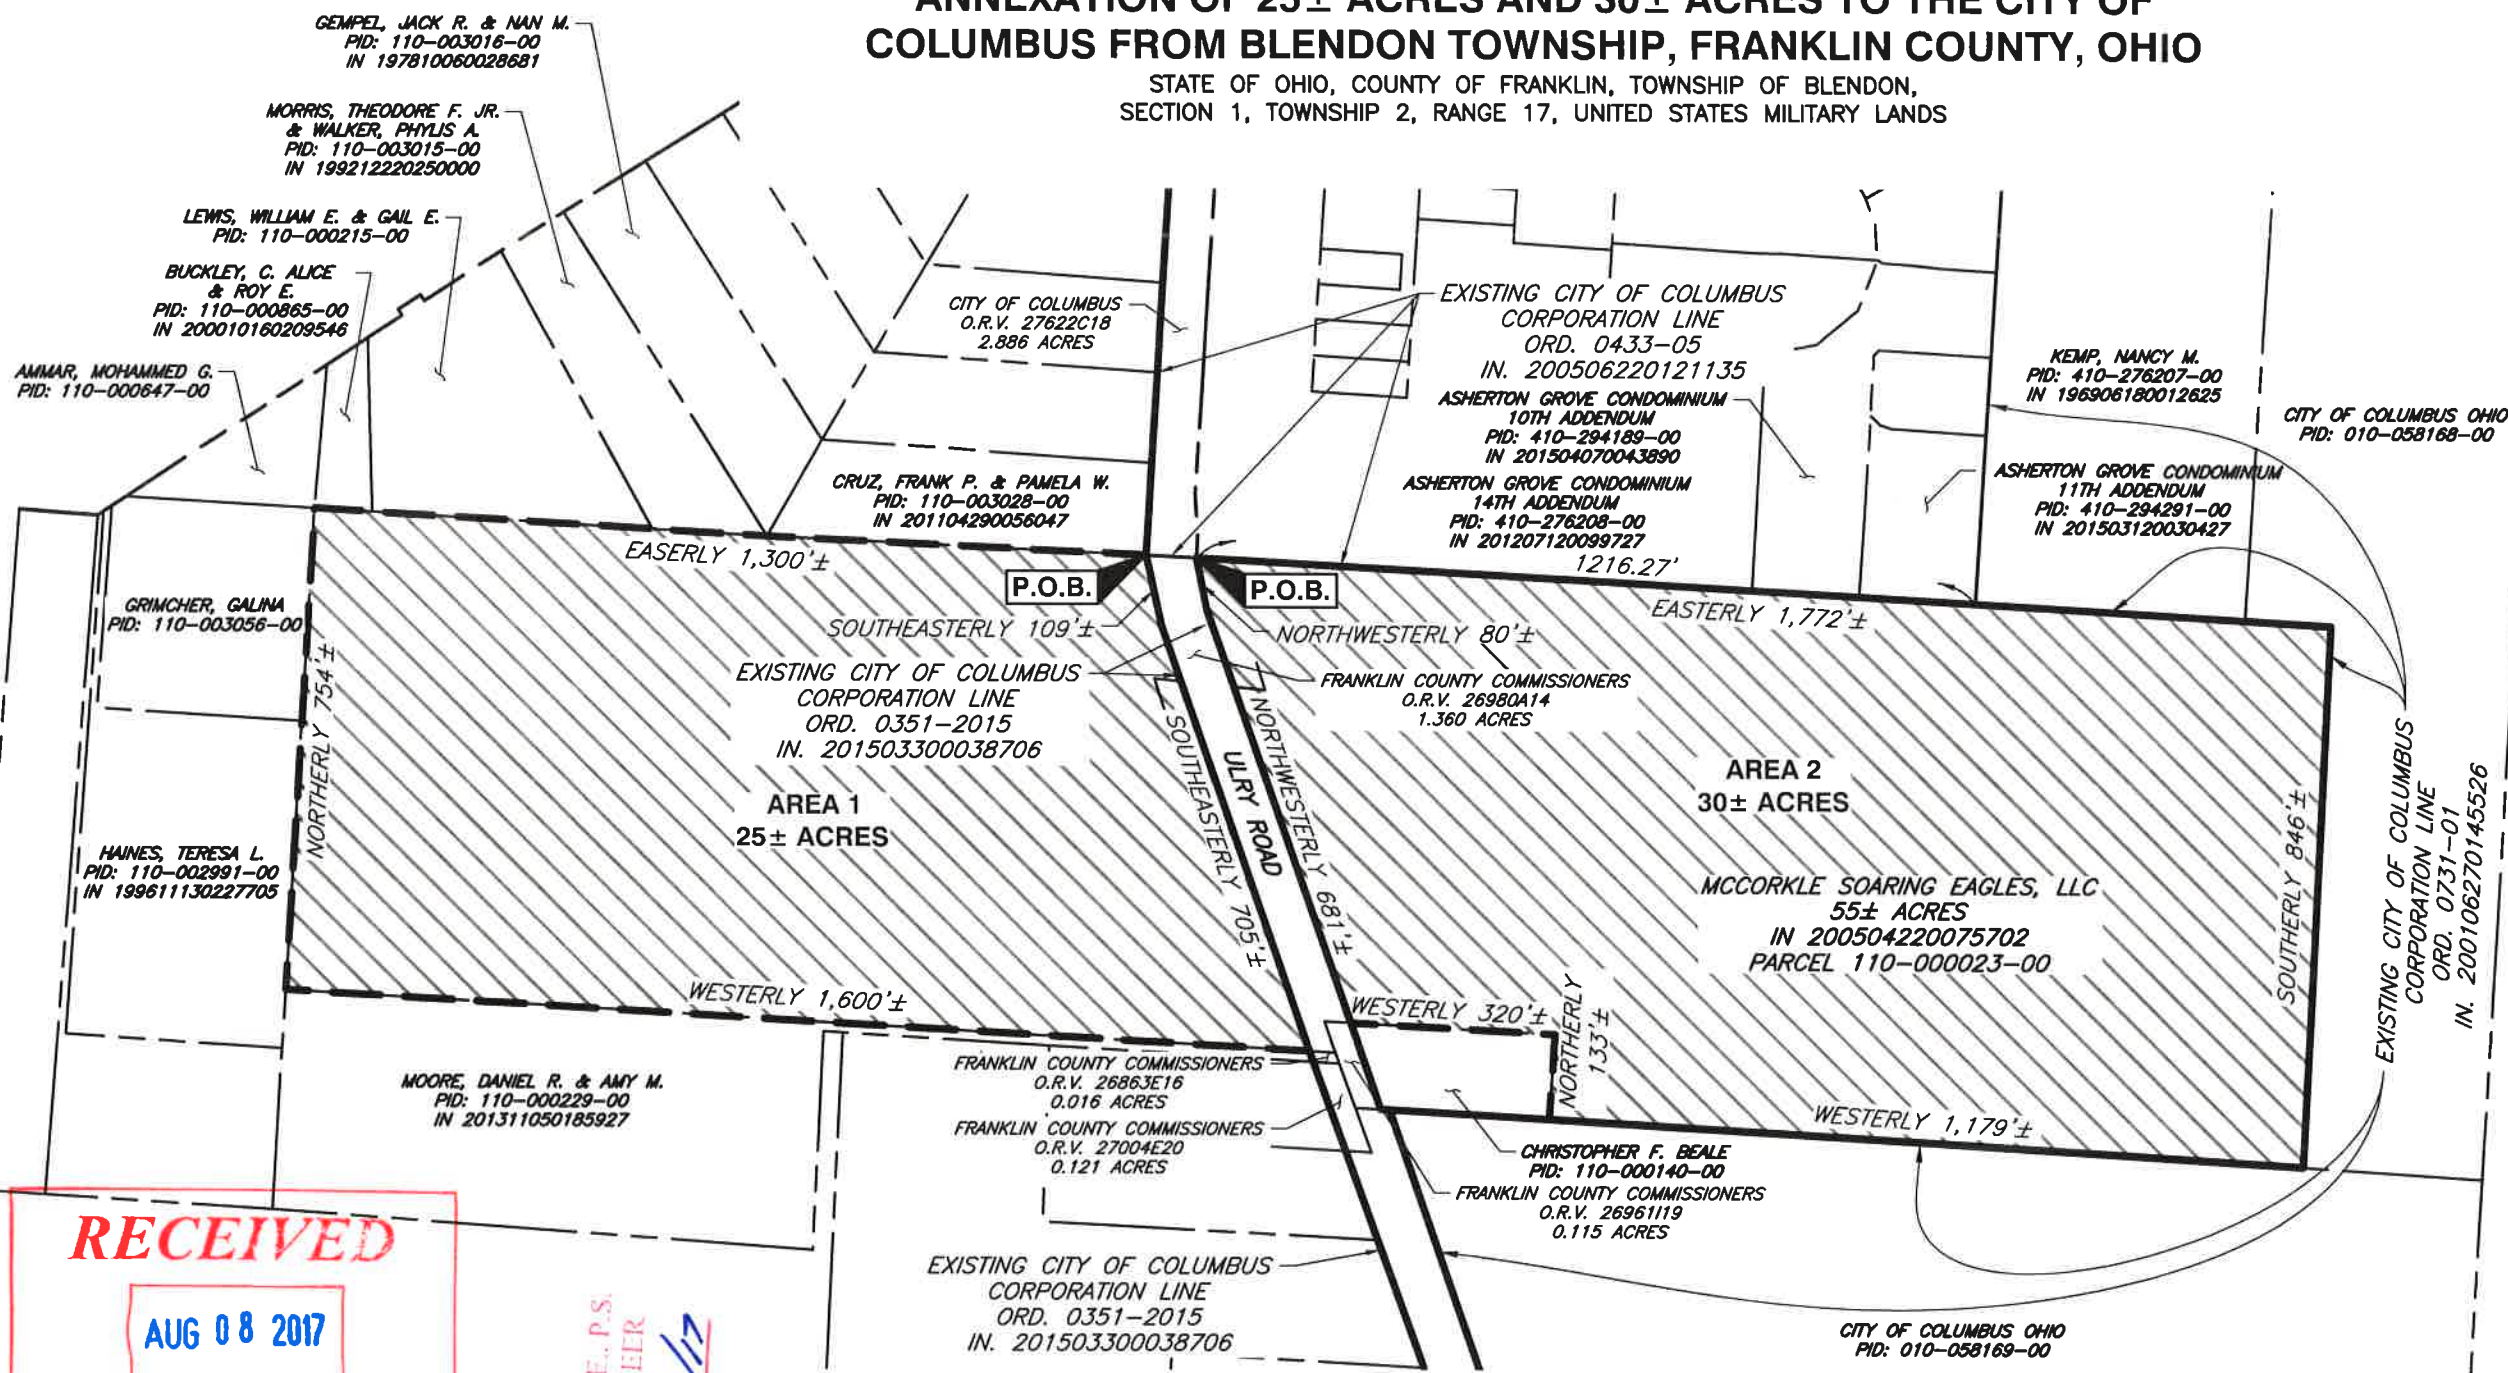 ANNEXATION OF 25± ACRES AND 30± ACRES TO THE CITY OF
COLUMBUS FROM BLENDON TOWNSHIP, FRANKLIN COUNTY, OHIO
STATE OF OHIO, COUNTY OF FRANKLIN, TOWNSHIP OF BLENDON,
SECTION 1, TOWNSHIP 2, RANGE 17, UNITED STATES MILITARY LANDS
GEMPEL, JACK R. & NAN M.
PID: 110-003016-00
IN 197810060028681
MORRIS, THEODORE F. JR.
& WALKER, PHYLIS A.
PID: 110-003015-00
IN 199212220250000
LEWIS, WILLIAM E. & GAIL E.
PID: 110-000215-00
BUCKLEY, C. ALICE
& ROY E.
PID: 110-000865-00
IN 200010160209546
AMMAR, MOHAMMED G.
PID: 110-000647-00
CITY OF COLUMBUS
O.R.V. 27622C18
2.886 ACRES
EXISTING CITY OF COLUMBUS
CORPORATION LINE
ORD. 0433-05
IN. 200506220121135
ASHERTON GROVE CONDOMINIUM
10TH ADDENDUM
PID: 410-294189-00
IN 201504070043890
ASHERTON GROVE CONDOMINIUM
14TH ADDENDUM
PID: 410-276208-00
IN 201207120099727
1216.27'
KEMP, NANCY M.
PID: 410-276207-00
IN 196906180012625
CITY OF COLUMBUS OHIO
PID: 010-058168-00
ASHERTON GROVE CONDOMINIUM
11TH ADDENDUM
PID: 410-294291-00
IN 201503120030427
CRUZ, FRANK P. & PAMELA W.
PID: 110-003028-00
IN 201104290056047
EASERLY 1,300'±
P.O.B.
P.O.B.
EASTERLY 1,772'±
GRIMCHER, GALINA
PID: 110-003056-00
SOUTHEASTERLY 109'±
NORTHWESTERLY 80'±
EXISTING CITY OF COLUMBUS
CORPORATION LINE
ORD. 0351-2015
IN. 201503300038706
FRANKLIN COUNTY COMMISSIONERS
O.R.V. 26980A14
1.360 ACRES
NORTHERLY 754'±
SOUTHEASTERLY 705'±
ULRY ROAD
NORTHWESTERLY 681'±
AREA 1
25± ACRES
AREA 2
30± ACRES
MCCORKLE SOARING EAGLES, LLC
55± ACRES
IN 200504220075702
PARCEL 110-000023-00
SOUTHERLY 846'±
EXISTING CITY OF COLUMBUS
CORPORATION LINE
ORD. 0731-01
IN. 200106270145526
HAINES, TERESA L.
PID: 110-002991-00
IN 199611130227705
WESTERLY 1,600'±
WESTERLY 320'±
NORTHERLY
133'±
WESTERLY 1,179'±
MOORE, DANIEL R. & AMY M.
PID: 110-000229-00
IN 201311050185927
FRANKLIN COUNTY COMMISSIONERS
O.R.V. 26863E16
0.016 ACRES
FRANKLIN COUNTY COMMISSIONERS
O.R.V. 27004E20
0.121 ACRES
CHRISTOPHER F. BEALE
PID: 110-000140-00
FRANKLIN COUNTY COMMISSIONERS
O.R.V. 26961I19
0.115 ACRES
EXISTING CITY OF COLUMBUS
CORPORATION LINE
ORD. 0351-2015
IN. 201503300038706
CITY OF COLUMBUS OHIO
PID: 010-058169-00
RECEIVED
AUG 08 2017
P.S.